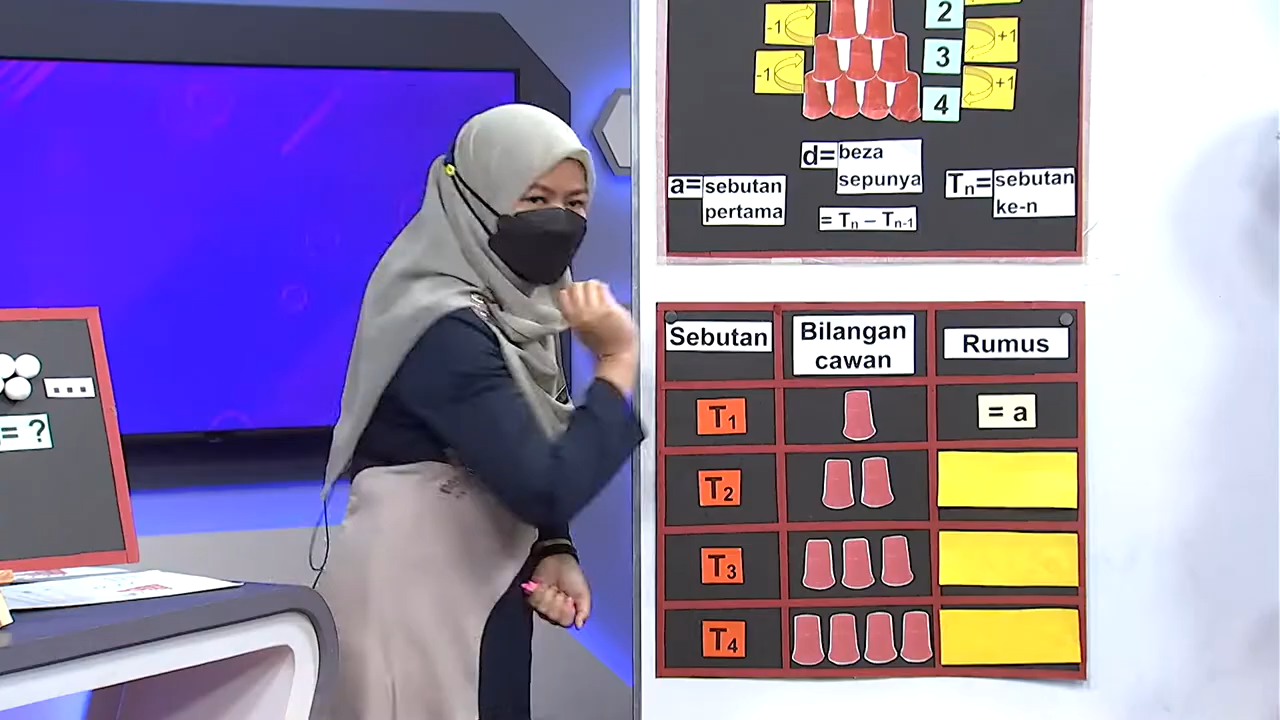 -1
2
+1
-1
3
+1
4
d=
beza
sepunya
a=
sebutan
pertama
= Tn – Tn-1
Tn=
sebutan
ke-n
= ?
Sebutan
Bilangan
cawan
Rumus
T1
= a
T2
T3
T4